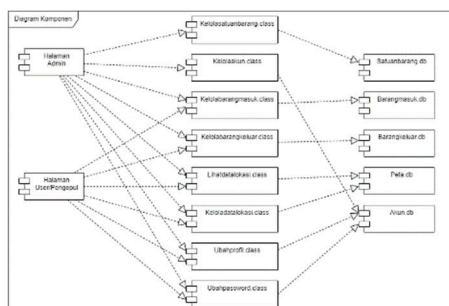 Diagram Komponen
Kelolasatuanbarang.class
Halaman
Admin
Kelolaakun.class
Satuanbarang.db
Kelolabarangmasuk.class
Barangmasuk.db
Kelolabarangkeluar.class
Barangkeluar.db
Halaman
User/Pengepul
Lihatdatalokasi.class
Peta.db
Keloladatalokasi.class
Akun.db
Ubahprofil.class
Ubahpassword.class